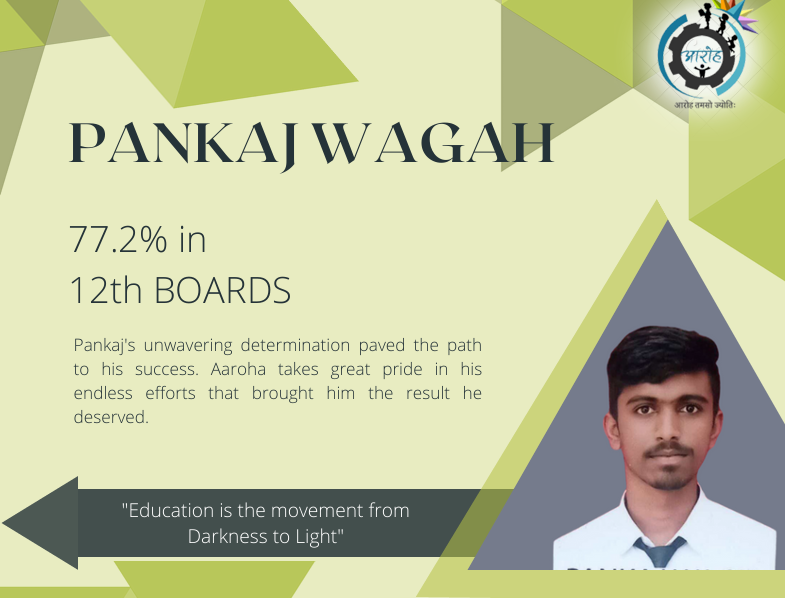 आरोह
आरोह तमसो ज्योतिः
PANKAJ WAGAH
77.2% in
12th BOARDS
Pankaj's unwavering determination paved the path
to his success. Aaroha takes great pride in his
endless efforts that brought him the result he
deserved.
"Education is the movement from
Darkness to Light"